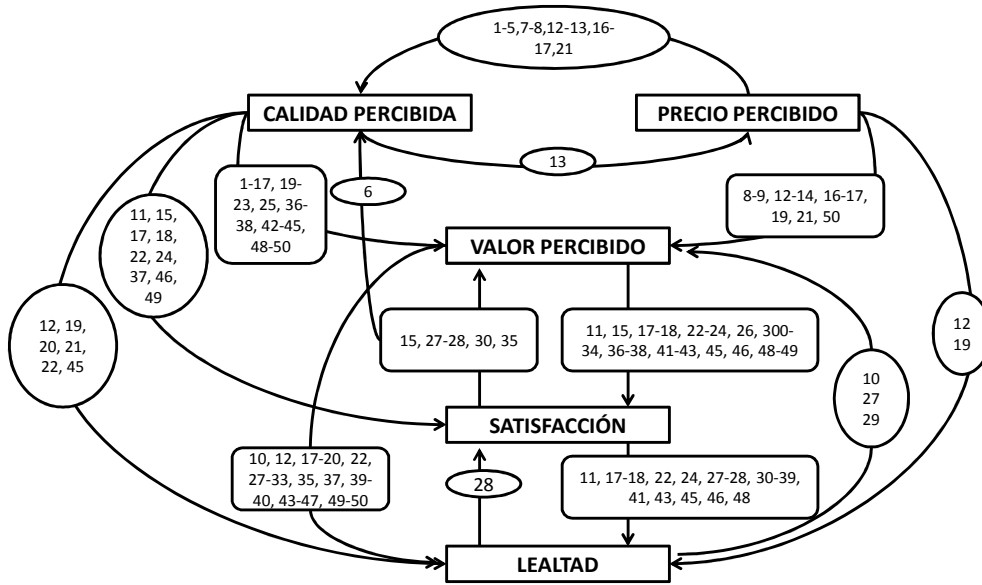 1-5,7-8,12-13,16-
17,21
CALIDAD PERCIBIDA
PRECIO PERCIBIDO
13
6
1-17, 19-
23, 25, 36-
38, 42-45,
48-50
8-9, 12-14, 16-17,
19, 21, 50
11, 15,
17, 18,
22, 24,
37, 46,
49
VALOR PERCIBIDO
12, 19,
20, 21,
22, 45
15, 27-28, 30, 35
11, 15, 17-18, 22-24, 26, 300-
34, 36-38, 41-43, 45, 46, 48-49
12
19
10
27
29
SATISFACCIÓN
10, 12, 17-20, 22,
27-33, 35, 37, 39-
40, 43-47, 49-50
28
11, 17-18, 22, 24, 27-28, 30-39,
41, 43, 45, 46, 48
LEALTAD